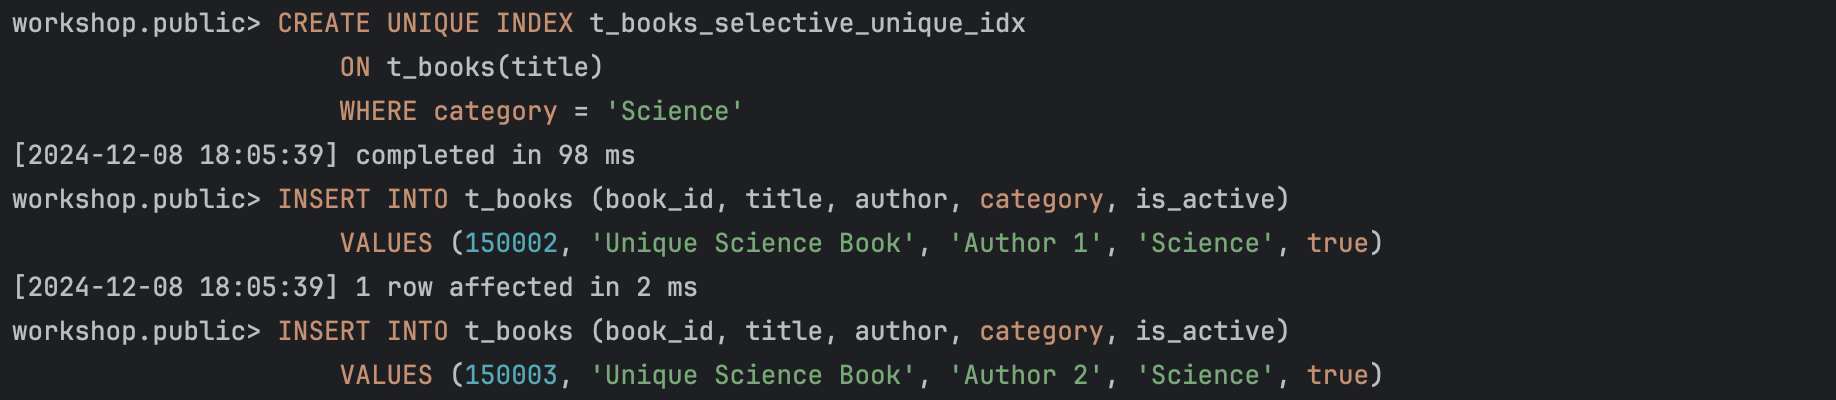 workshop.public> CREATE UNIQUE INDEX t_books_selective_unique_idx
ON t_books(title)
WHERE category = 'Science'
[2024-12-08 18:05:39] completed in 98 ms
workshop.public> INSERT INTO t_books (book_id, title, author, category, is_active)
VALUES (150002, 'Unique Science Book', 'Author 1', 'Science', true)
[2024-12-08 18:05:39] 1 row affected in 2 ms
workshop.public> INSERT INTO t_books (book_id, title, author, category, is_active)
VALUES (150003, 'Unique Science Book', 'Author 2', 'Science', true)